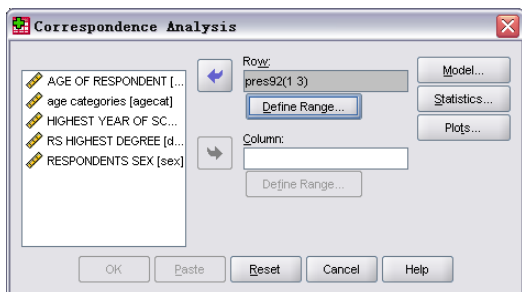 Correspondence Analysis
AGE OF RESPONDENT [...
age categories [agecat]
HIGHEST YEAR OF SC...
RS HIGHEST DEGREE [d...
RESPONDENTS SEX [sex]
Row:
pres92(1 3)
Define Range...
Column:
Define Range...
Model...
Statistics...
Plots...
OK
Paste
Reset
Cancel
Help